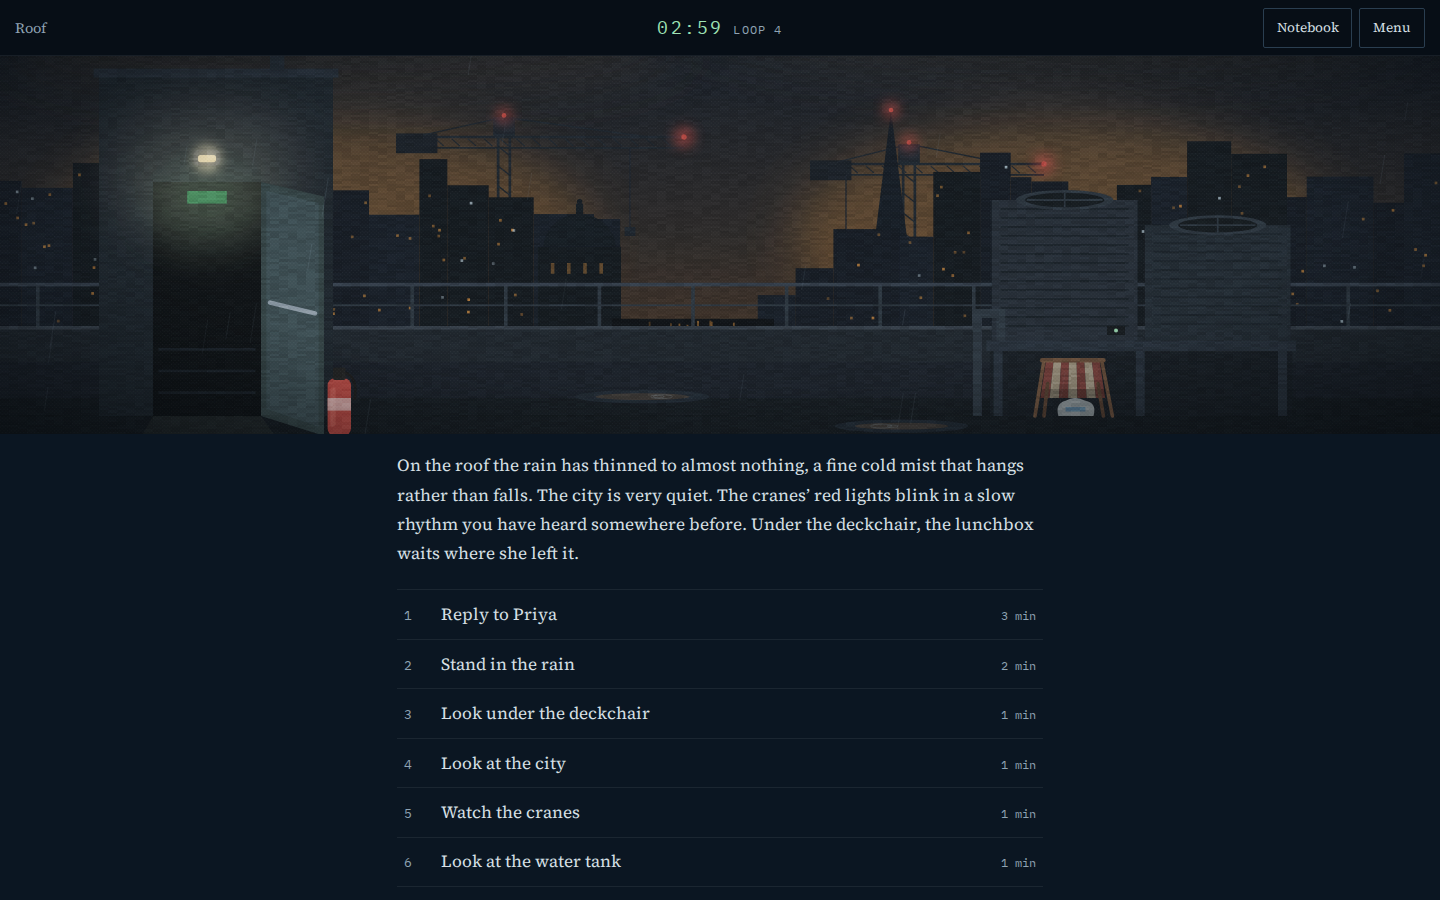 Roof
02:59 LOOP 4
Notebook
Menu
On the roof the rain has thinned to almost nothing, a fine cold mist that hangs
rather than falls. The city is very quiet. The cranes’ red lights blink in a slow
rhythm you have heard somewhere before. Under the deckchair, the lunchbox
waits where she left it.
1 Reply to Priya 3 min
2 Stand in the rain 2 min
3 Look under the deckchair 1 min
4 Look at the city 1 min
5 Watch the cranes 1 min
6 Look at the water tank 1 min